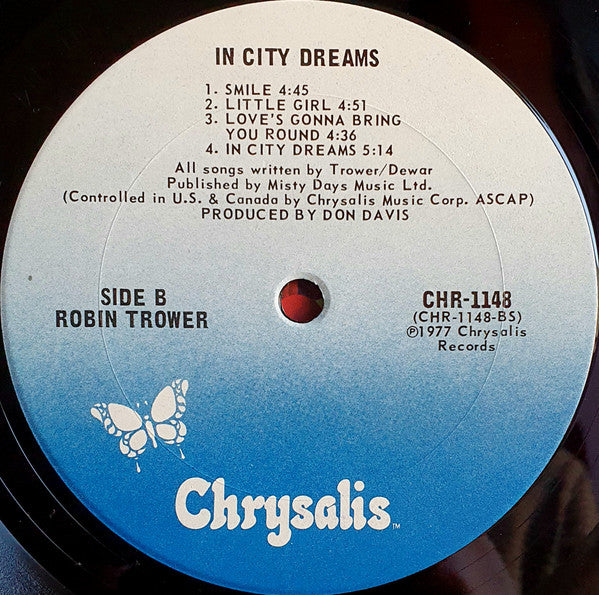 IN CITY DREAMS
1. SMILE 4:45
2. LITTLE GIRL 4:51
3. LOVE'S GONNA BRING
YOU ROUND 4:36
4. IN CITY DREAMS 5:14
All songs written by Trower/Dewar
Published by Misty Days Music Ltd.
(Controlled in U.S. & Canada by Chrysalis Music Corp. ASCAP)
PRODUCED BY DON DAVIS
SIDE B
ROBIN TROWER
CHR-1148
(CHR-1148-BS)
℗1977 Chrysalis
Records
Chrysalis™